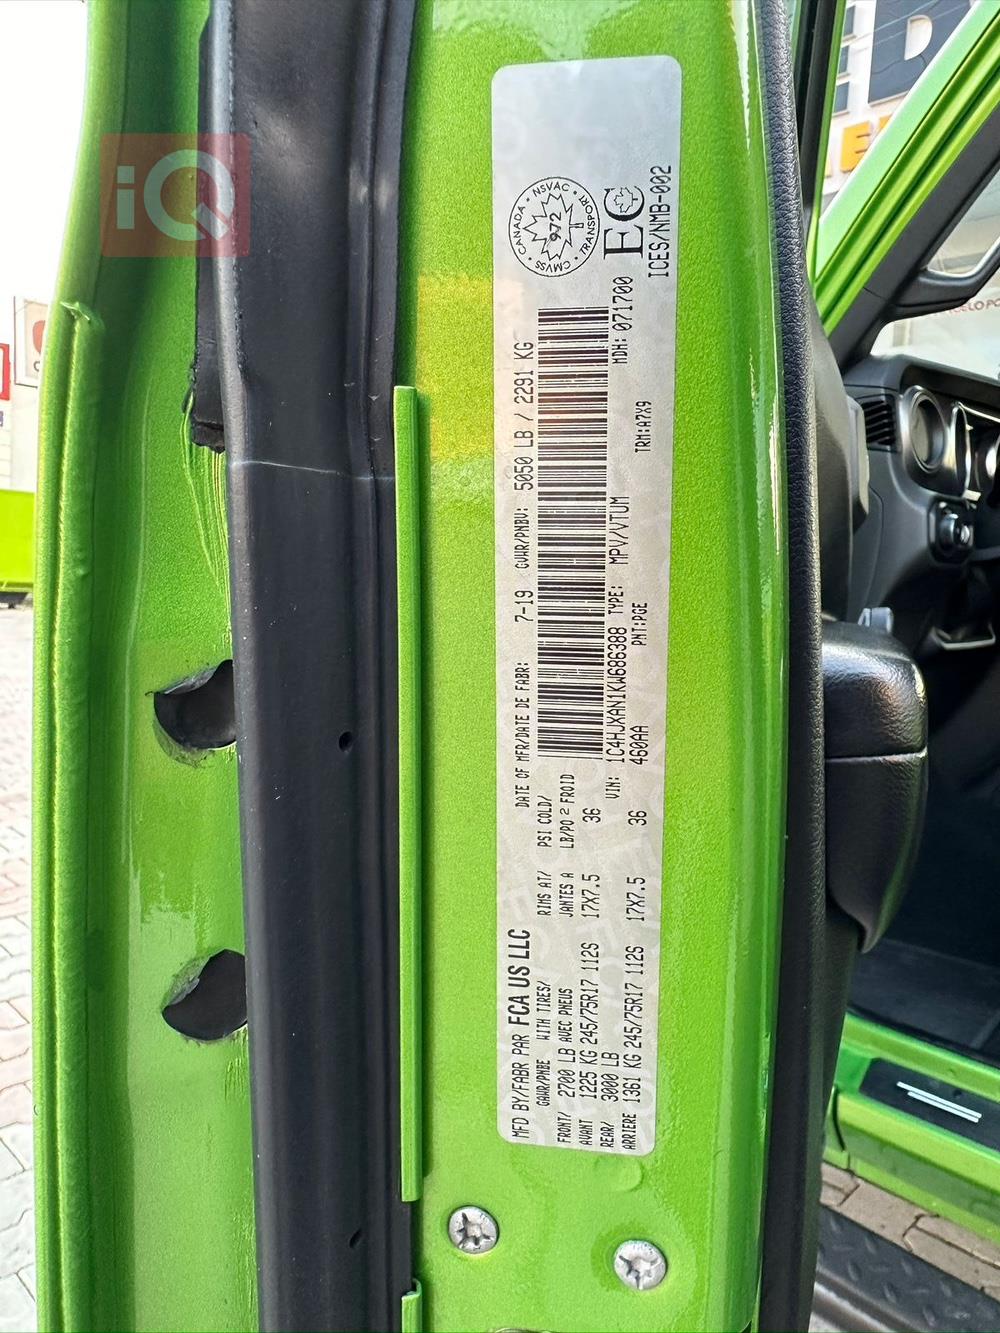 iQ
MFD BY/FABR PAR FCA US LLC
DATE OF MFR/DATE DE FABR: 7-19 GVWR/PNBV: 5050 LB / 2291 KG
GAWR/PNBE WITH TIRES/ RIMS AT/ PSI COLD/
FRONT/ 2700 LB AVEC PNEUS JANTES A LB/PO² FROID
AVANT 1225 KG 245/75R17 112S 17X7.5 36
REAR/ 3000 LB
ARRIERE 1361 KG 245/75R17 112S 17X7.5 36
VIN: 1C4HJXAN1KW686388 TYPE: MPV/VTUM MDH: 071700
460AA PNT:PGE TRM:A7X9
CANADA • NSVAC • TRANSPORT • CMVSS
972
EC
ICES/NMB-002